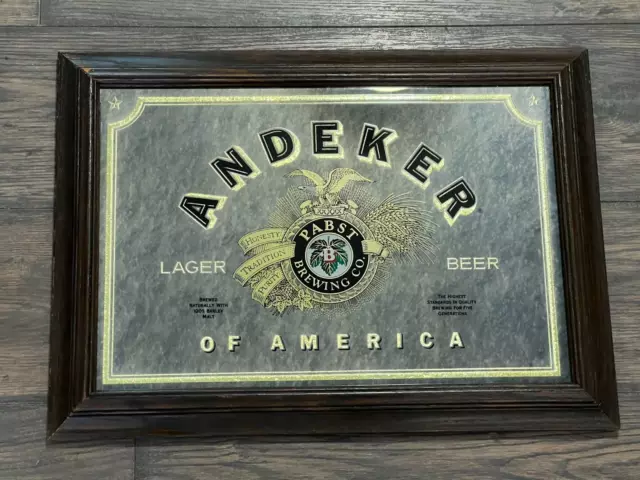 ANDEKER
HONESTY
TRADITION
PURITY
PABST
B
BREWING CO.
LAGER
BEER
BREWED
NATURALLY WITH
100% BARLEY
MALT
THE HIGHEST
STANDARDS IN QUALITY
BREWING FOR FIVE
GENERATIONS
OF AMERICA